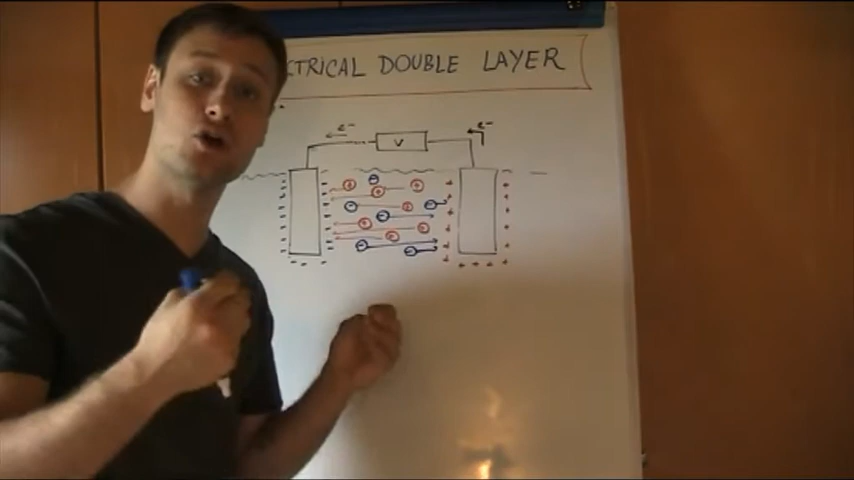 CTRICAL DOUBLE LAYER
e⁻ e⁻
V